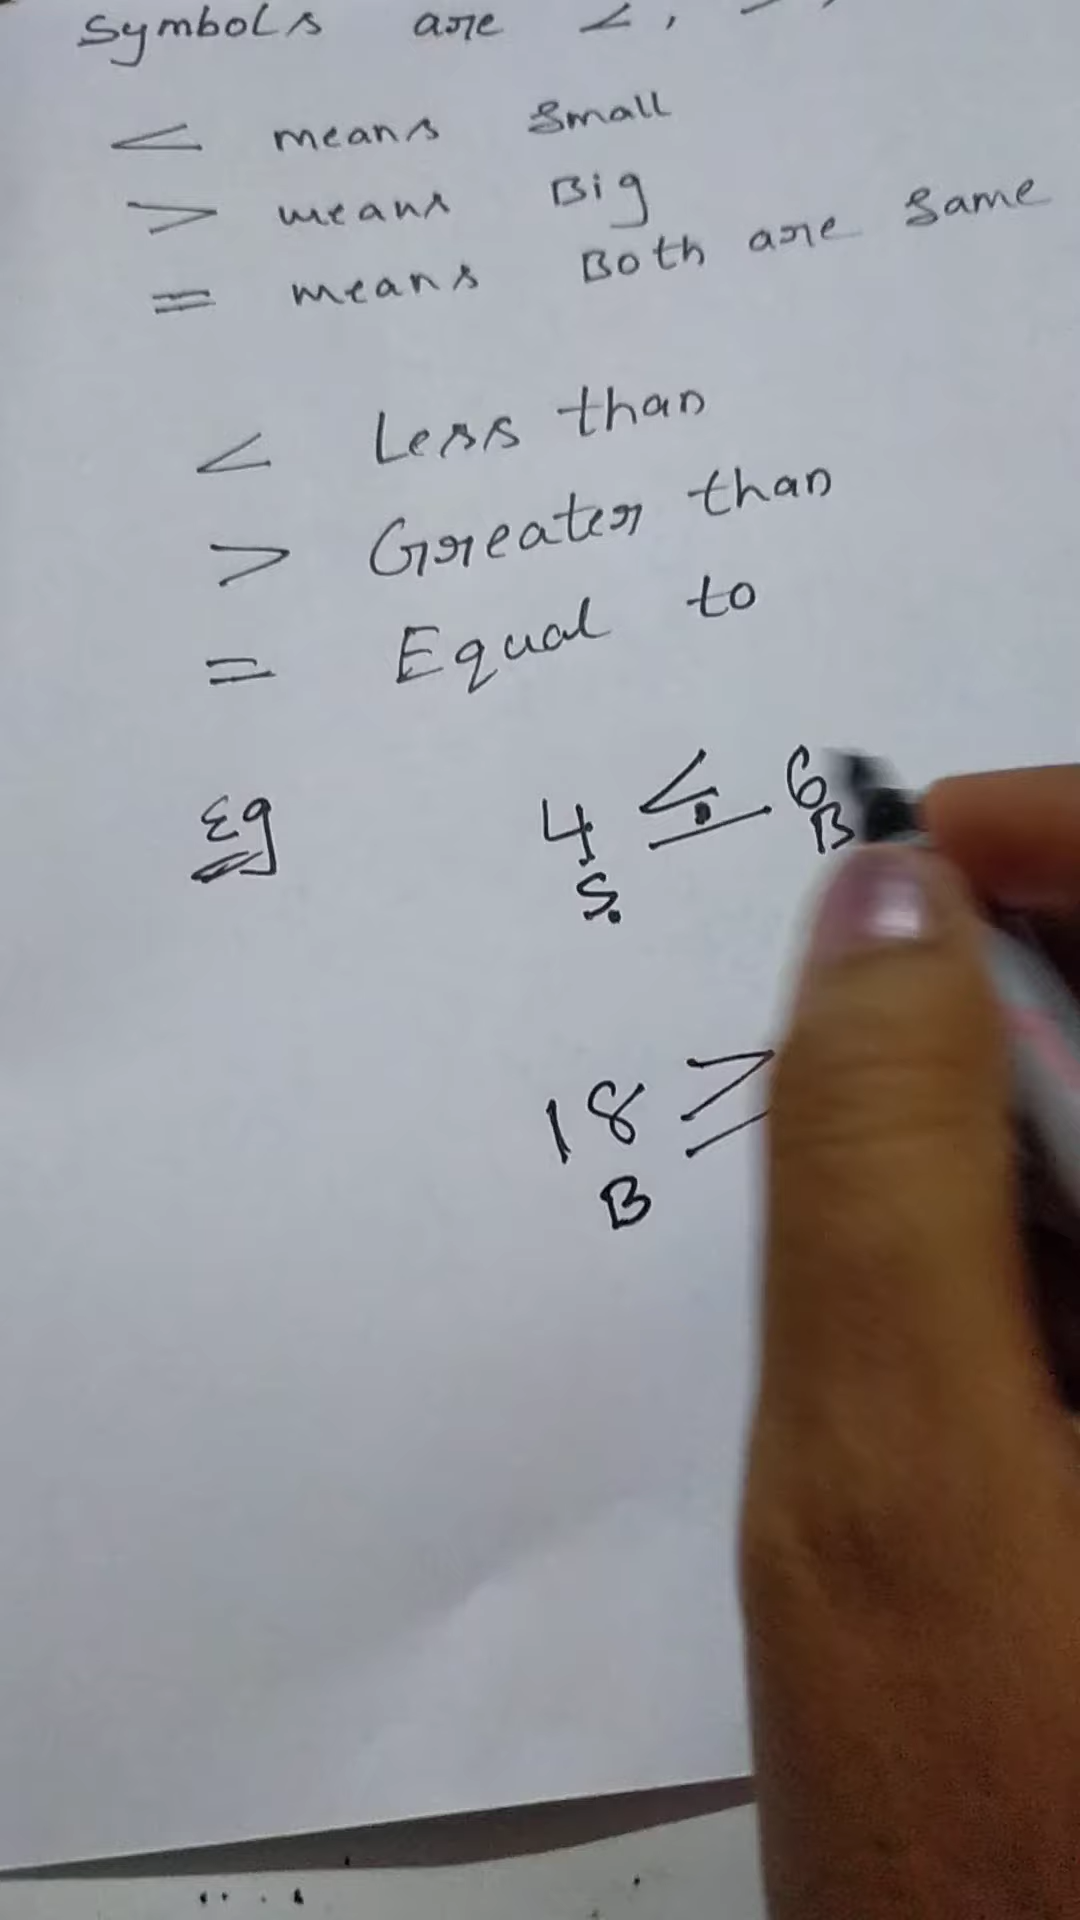 Symbols are <, >,
< means Small
> means Big
= means Both are same
< Less than
> Greater than
= Equal to
Eg 4 < 6
S. B
18 >
B